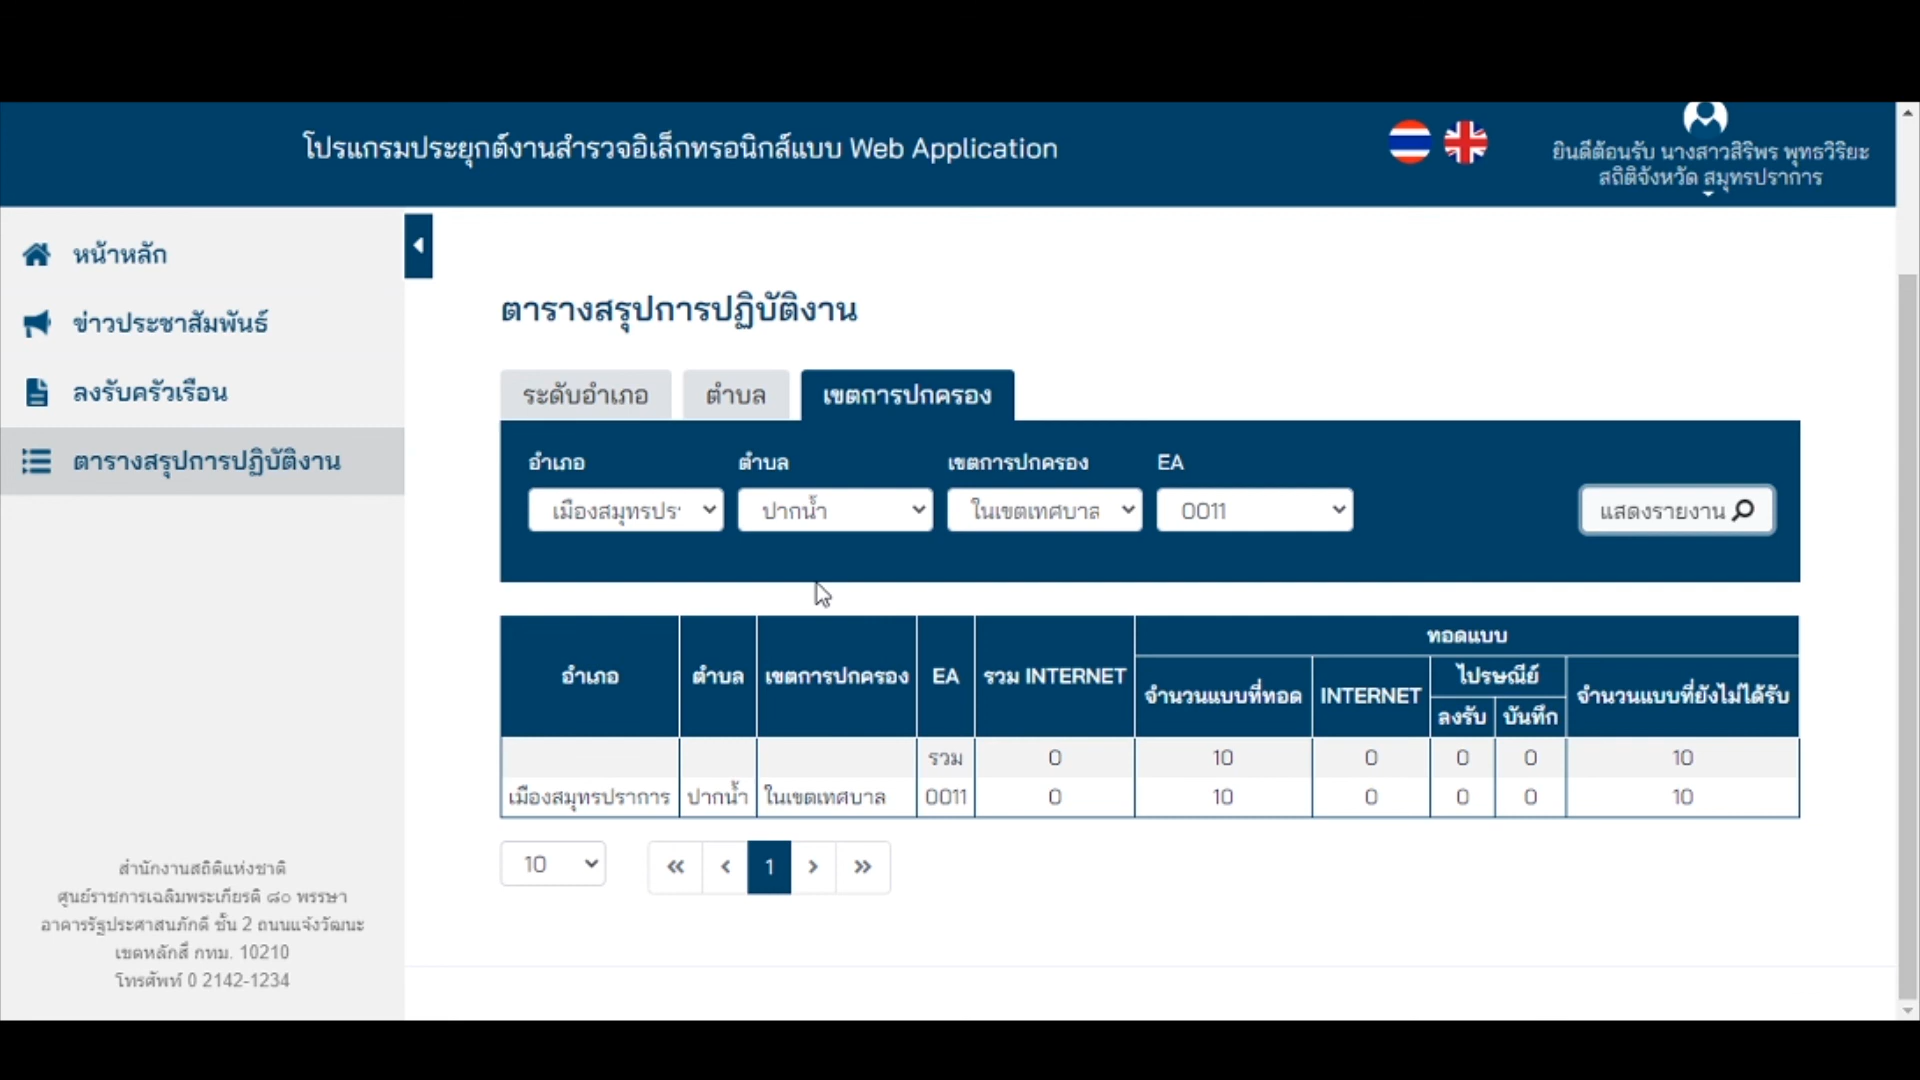 โปรแกรมประยุกต์งานสำรวจอิเล็กทรอนิกส์แบบ Web Application
ยินดีต้อนรับ นางสาวสิริพร พุทธวิริยะ
สถิติจังหวัด สมุทรปราการ
หน้าหลัก
ข่าวประชาสัมพันธ์
ลงรับครัวเรือน
ตารางสรุปการปฏิบัติงาน
ตารางสรุปการปฏิบัติงาน
ระดับอำเภอ ตำบล เขตการปกครอง
อำเภอ ตำบล เขตการปกครอง EA
เมืองสมุทรปร ปากน้ำ ในเขตเทศบาล 0011 แสดงรายงาน
ทอดแบบ
อำเภอ ตำบล เขตการปกครอง EA รวม INTERNET จำนวนแบบที่ทอด INTERNET ไปรษณีย์ จำนวนแบบที่ยังไม่ได้รับ
ลงรับ บันทึก
รวม 0 10 0 0 0 10
เมืองสมุทรปราการ ปากน้ำ ในเขตเทศบาล 0011 0 10 0 0 0 10
10 « ‹ 1 › »
สำนักงานสถิติแห่งชาติ
ศูนย์ราชการเฉลิมพระเกียรติ ๘๐ พรรษา
อาคารรัฐประศาสนภักดี ชั้น 2 ถนนแจ้งวัฒนะ
เขตหลักสี่ กทม. 10210
โทรศัพท์ 0 2142-1234